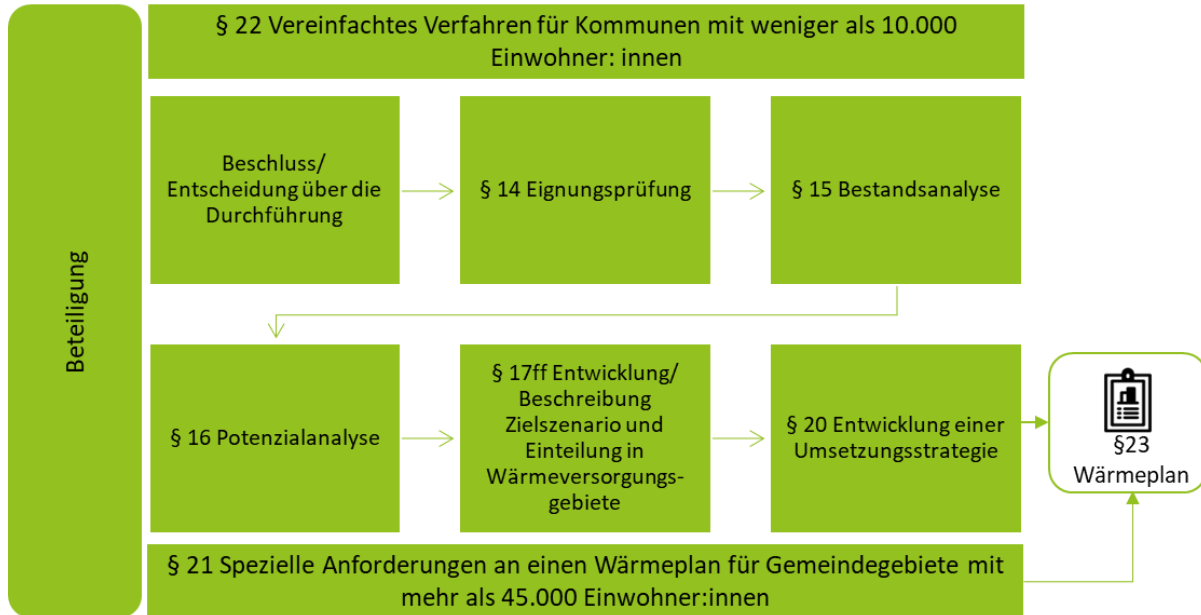 § 22 Vereinfachtes Verfahren für Kommunen mit weniger als 10.000
Einwohner: innen
Beteiligung
Beschluss/
Entscheidung über die
Durchführung
§ 14 Eignungsprüfung
§ 15 Bestandsanalyse
§ 16 Potenzialanalyse
§ 17ff Entwicklung/
Beschreibung
Zielszenario und
Einteilung in
Wärmeversorgungs-
gebiete
§ 20 Entwicklung einer
Umsetzungsstrategie
§23
Wärmeplan
§ 21 Spezielle Anforderungen an einen Wärmeplan für Gemeindegebiete mit
mehr als 45.000 Einwohner:innen